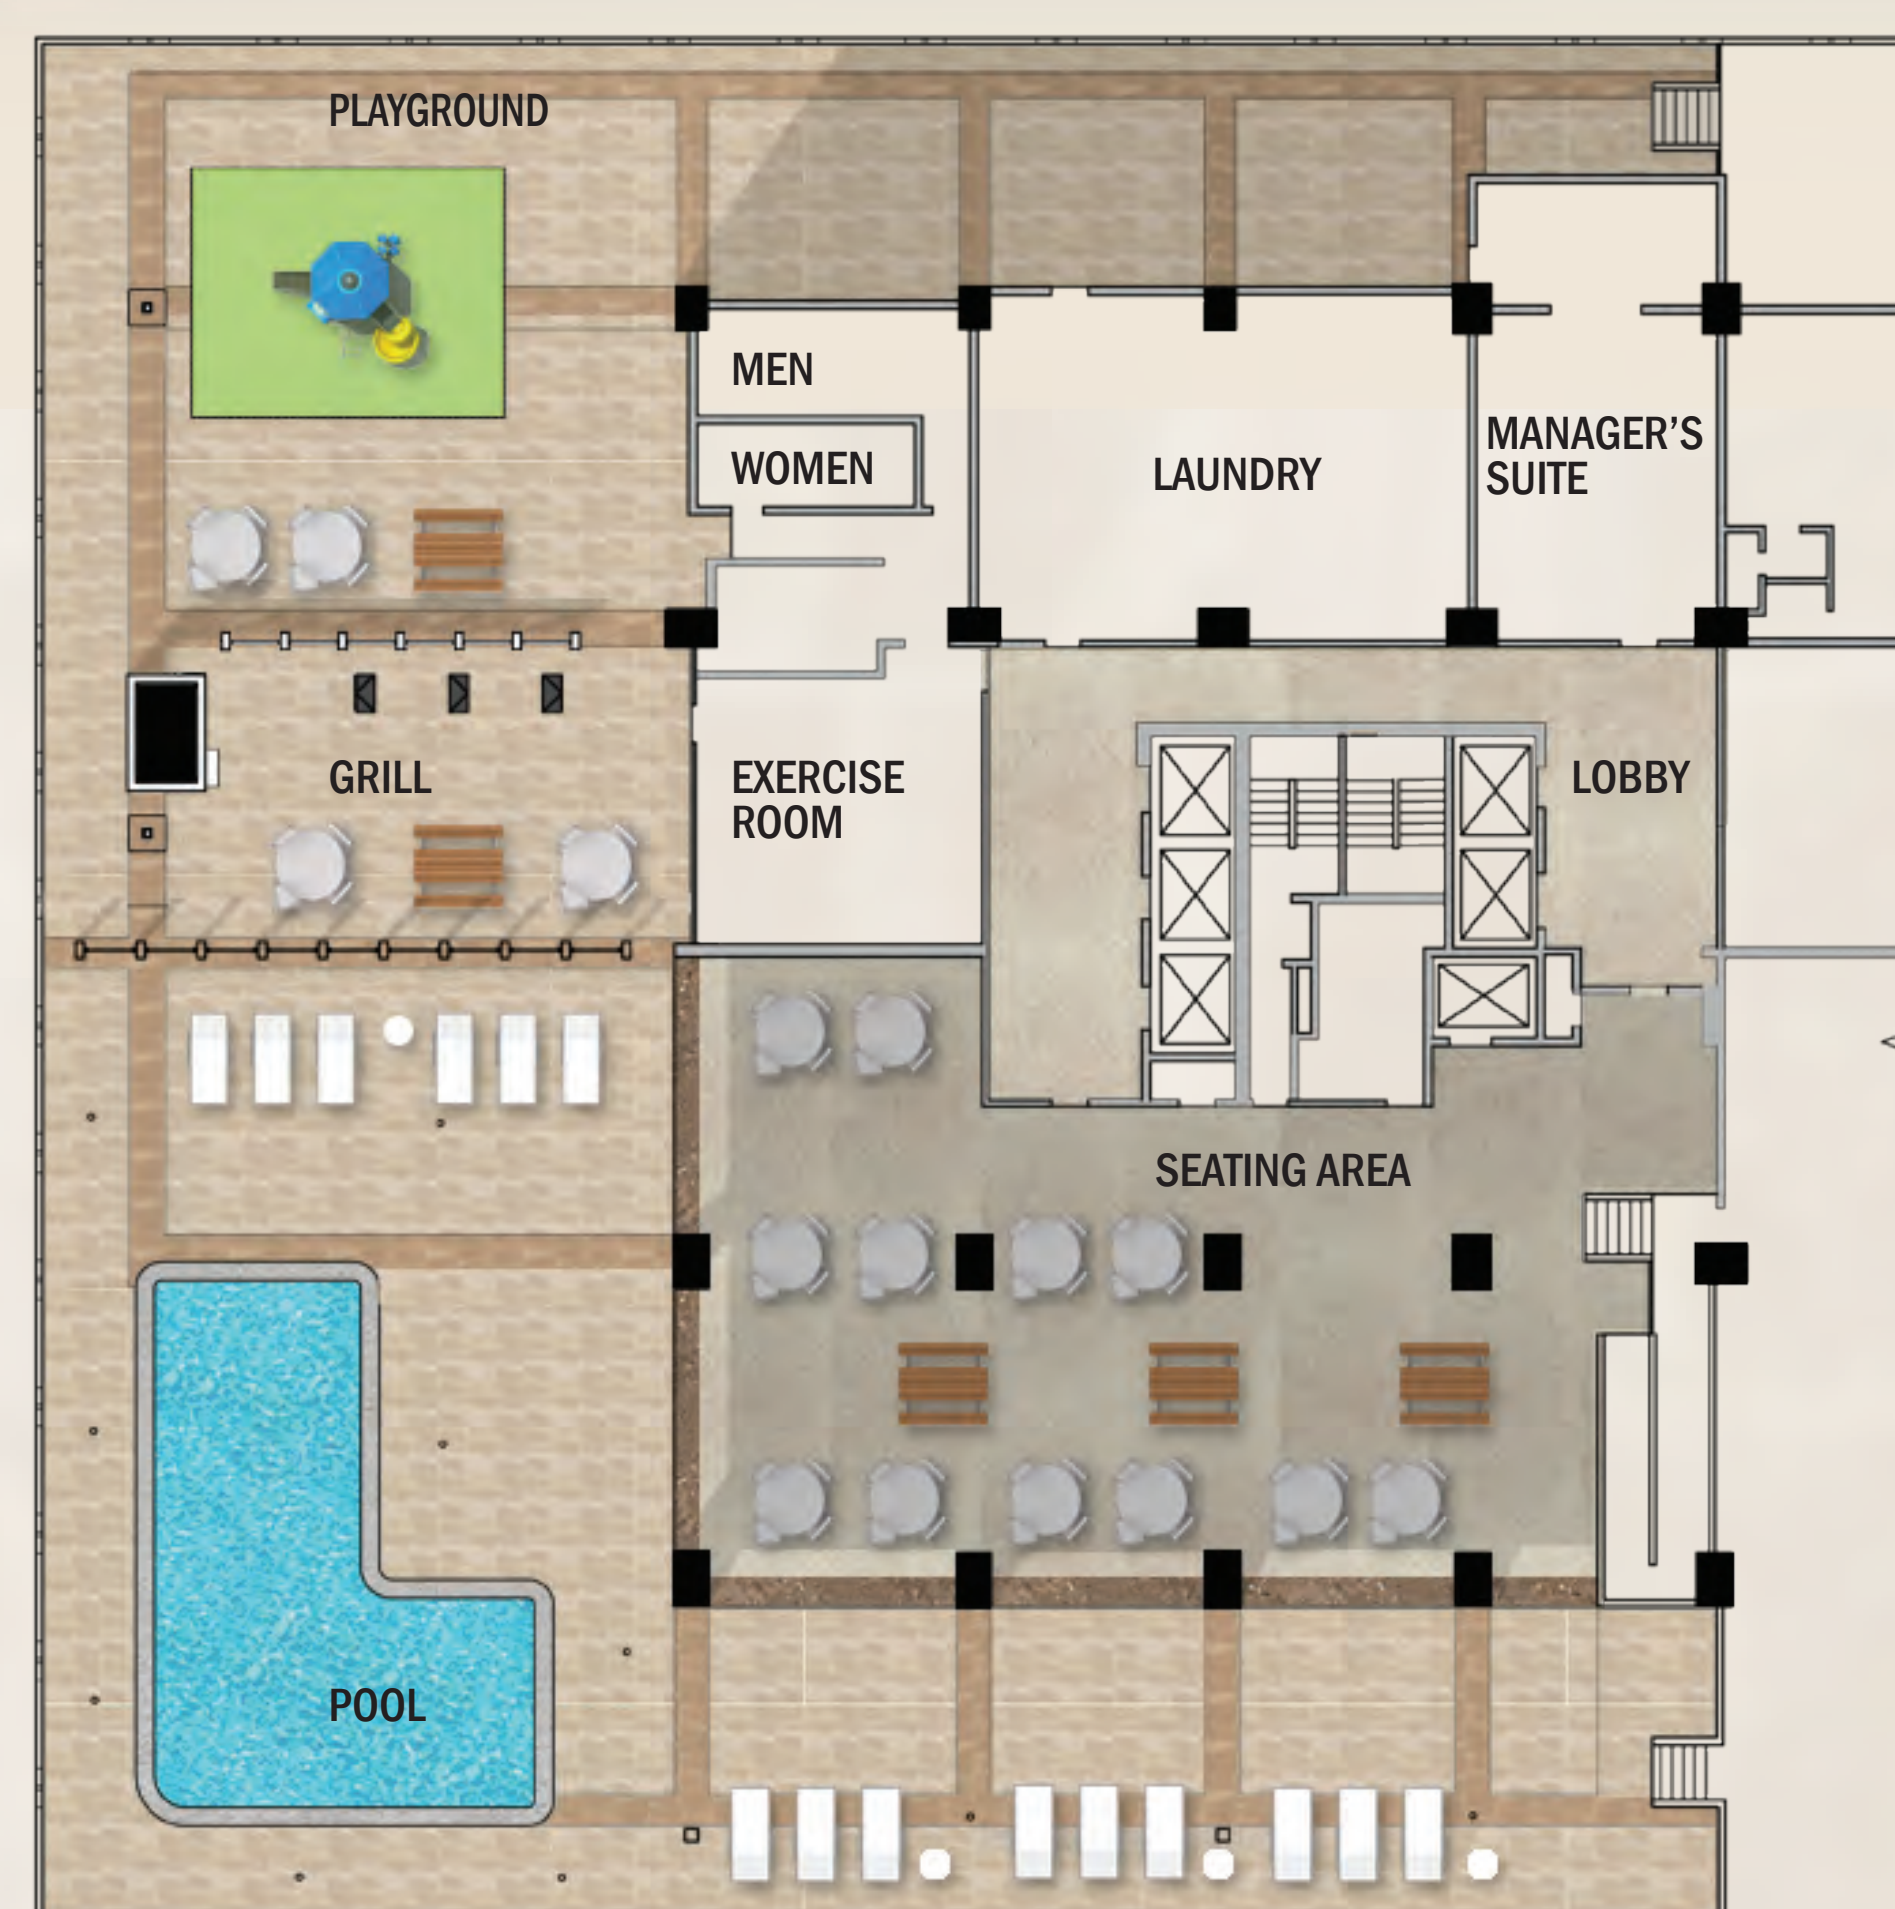 PLAYGROUND
MEN
WOMEN
LAUNDRY
MANAGER'S
SUITE
GRILL
EXERCISE
ROOM
LOBBY
SEATING AREA
POOL